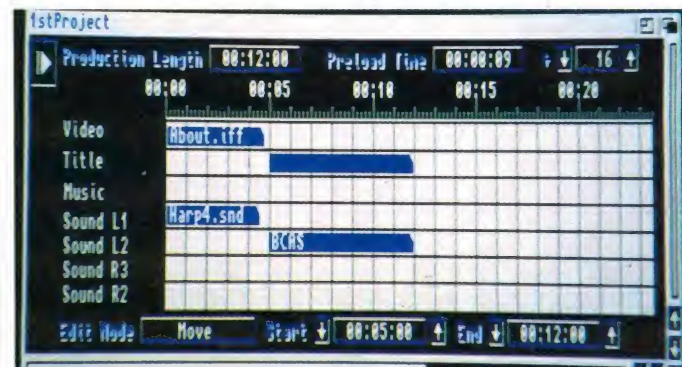 1stProject
Production Length 00:12:00 Preload Time 00:00:09 16
00:00 00:05 00:10 00:15 00:20
Video About.iff
Title
Music
Sound L1 Harp4.snd
Sound L2 BCAS
Sound R3
Sound R2
Edit Mode Move Start 00:05:00 End 00:12:00